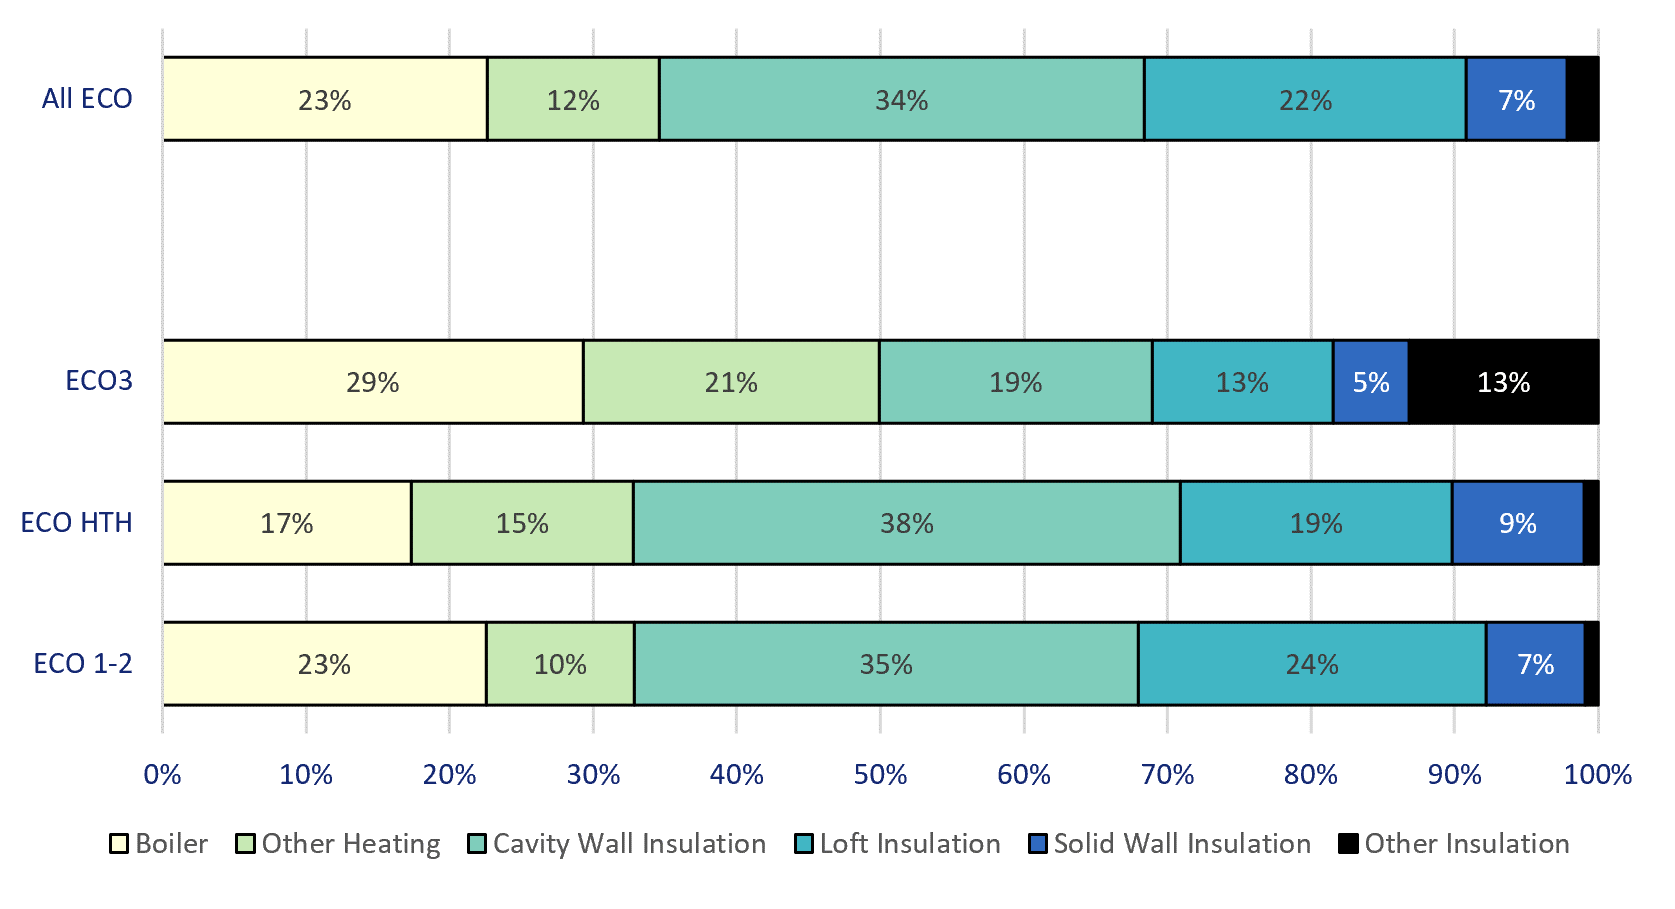 All ECO 23% 12% 34% 22% 7%
ECO3 29% 21% 19% 13% 5% 13%
ECO HTH 17% 15% 38% 19% 9%
ECO 1-2 23% 10% 35% 24% 7%
0% 10% 20% 30% 40% 50% 60% 70% 80% 90% 100%
Boiler Other Heating Cavity Wall Insulation Loft Insulation Solid Wall Insulation Other Insulation